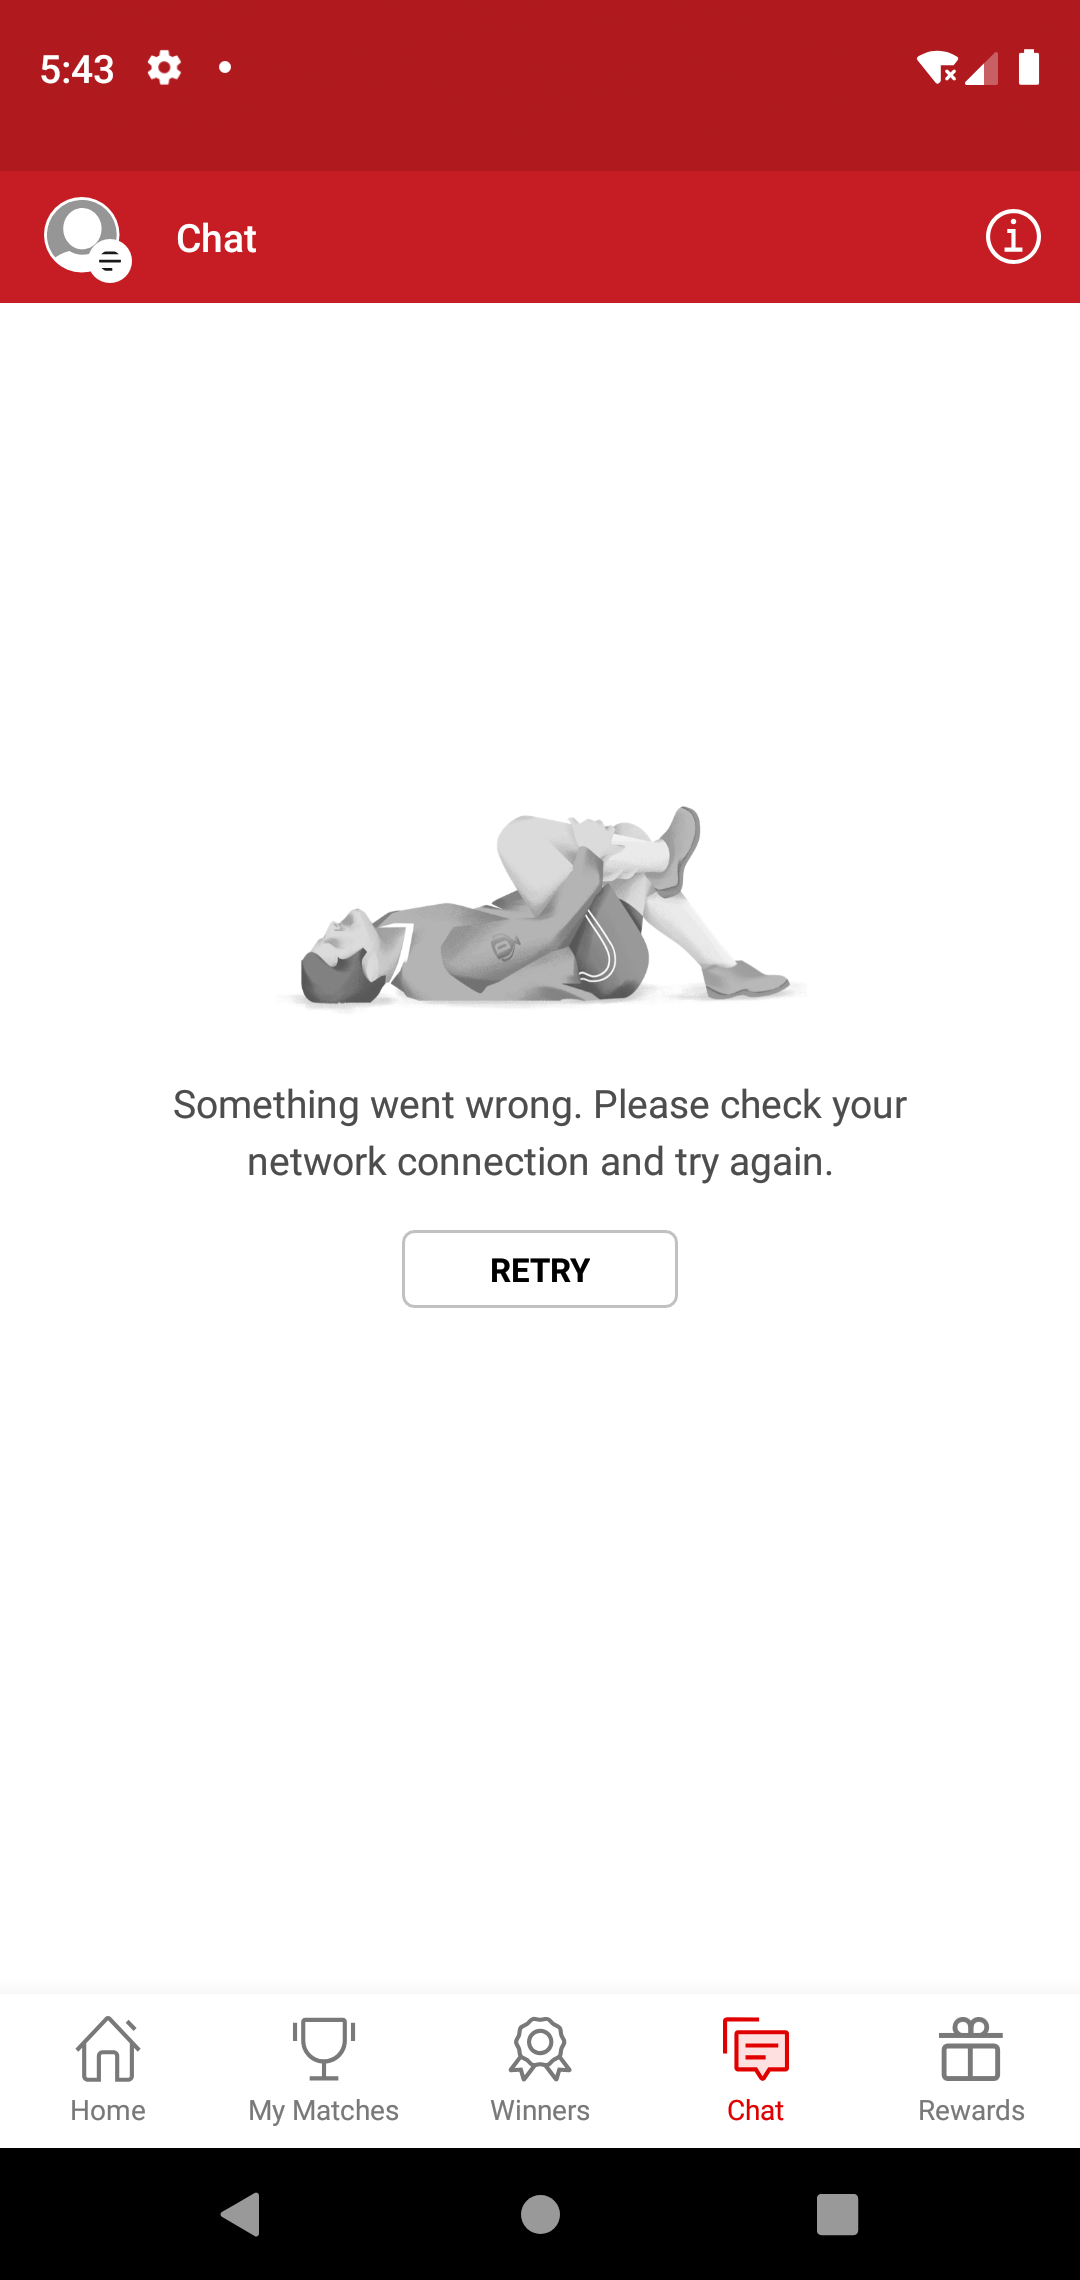 5:43
Chat
Something went wrong. Please check your
network connection and try again.
RETRY
Home
My Matches
Winners
Chat
Rewards